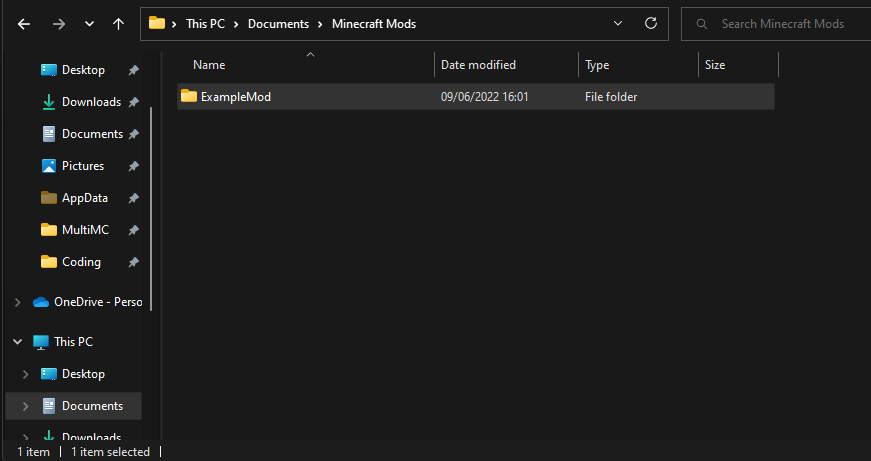 This PC > Documents > Minecraft Mods
Search Minecraft Mods
Name
Date modified
Type
Size
ExampleMod
09/06/2022 16:01
File folder
Desktop
Downloads
Documents
Pictures
AppData
MultiMC
Coding
OneDrive - Perso
This PC
Desktop
Documents
Downloads
1 item
1 item selected